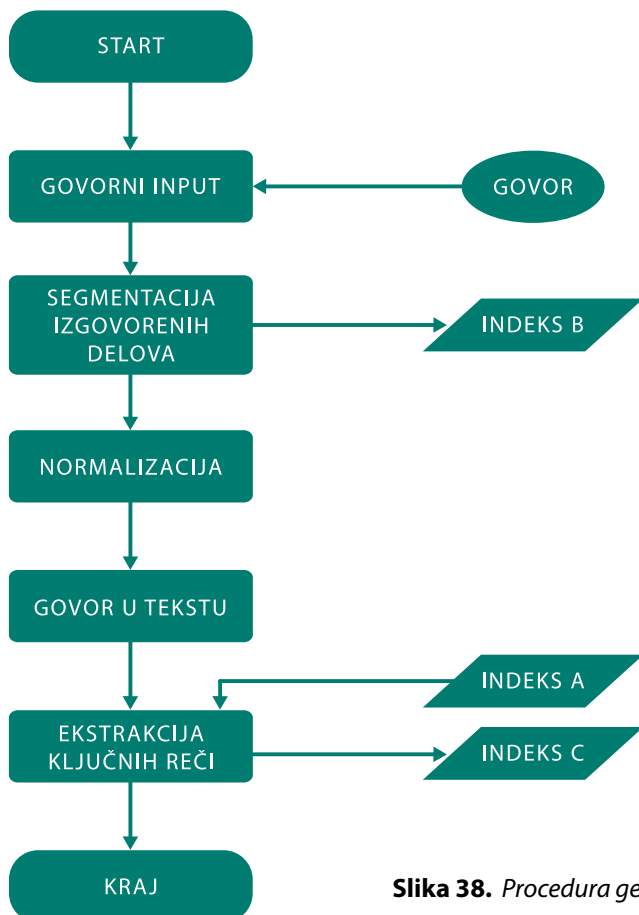 START
GOVORNI INPUT
GOVOR
SEGMENTACIJA
IZGOVORENIH
DELOVA
INDEKS B
NORMALIZACIJA
GOVOR U TEKSTU
INDEKS A
EKSTRAKCIJA
KLJUČNIH REČI
INDEKS C
KRAJ
Slika 38. Procedura ge